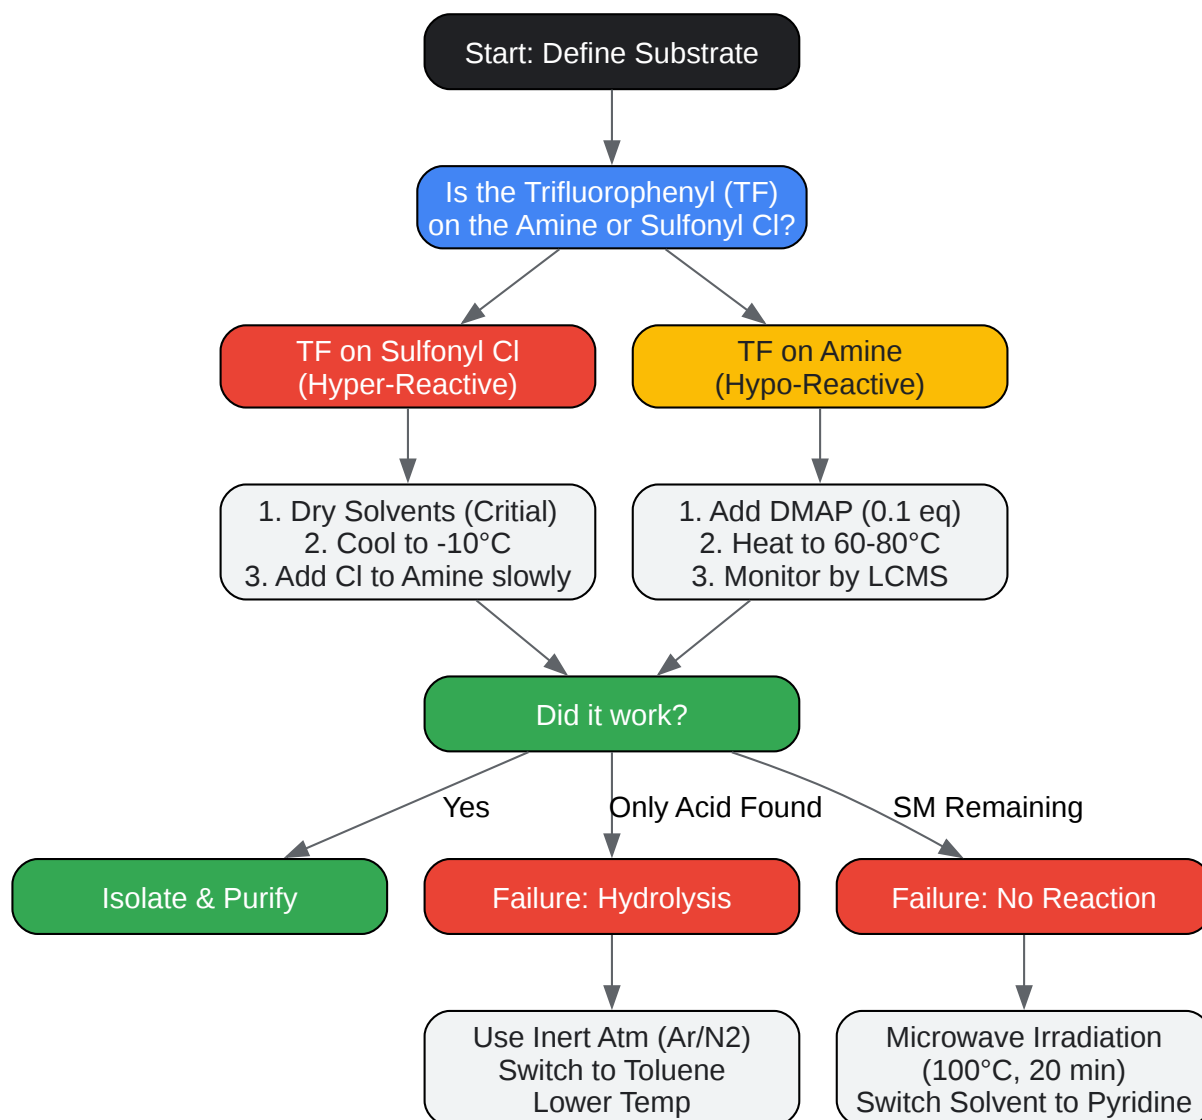 Start: Define Substrate
Is the Trifluorophenyl (TF)
on the Amine or Sulfonyl Cl?
TF on Sulfonyl Cl
(Hyper-Reactive)
TF on Amine
(Hypo-Reactive)
1. Dry Solvents (Critial)
2. Cool to -10°C
3. Add Cl to Amine slowly
1. Add DMAP (0.1 eq)
2. Heat to 60-80°C
3. Monitor by LCMS
Did it work?
Yes
Only Acid Found
SM Remaining
Isolate & Purify
Failure: Hydrolysis
Failure: No Reaction
Use Inert Atm (Ar/N2)
Switch to Toluene
Lower Temp
Microwave Irradiation
(100°C, 20 min)
Switch Solvent to Pyridine